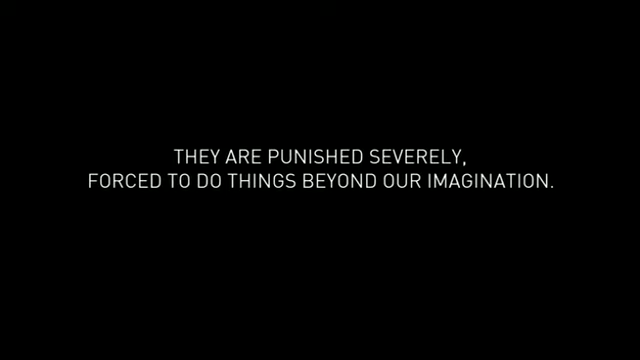 THEY ARE PUNISHED SEVERELY,
FORCED TO DO THINGS BEYOND OUR IMAGINATION.